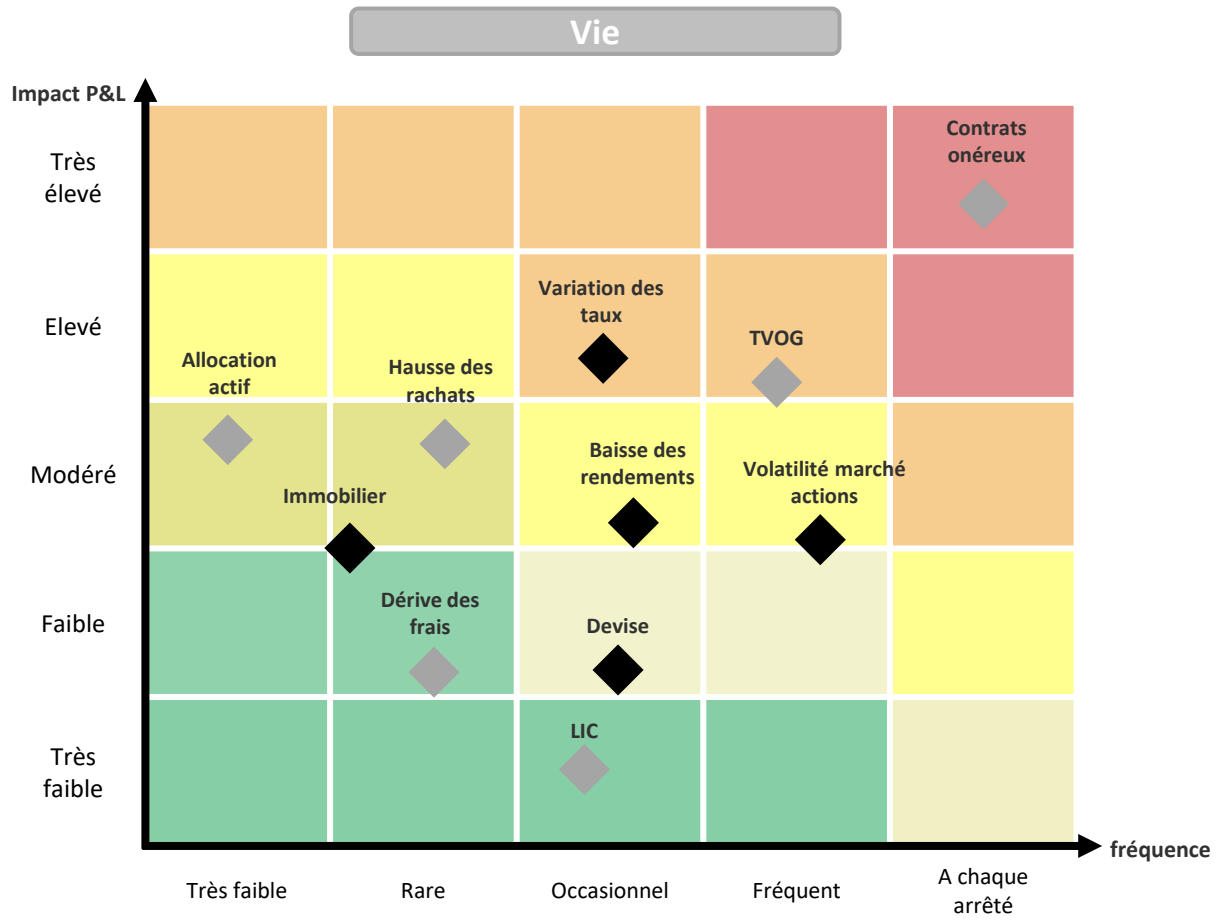 Vie
Impact P&L
Très
élevé
Contrats
onéreux
Elevé
Variation des
taux
TVOG
Allocation
actif
Hausse des
rachats
Modéré
Immobilier
Baisse des
rendements
Volatilité marché
actions
Faible
Dérive des
frais
Devise
Très
faible
LIC
fréquence
Très faible
Rare
Occasionnel
Fréquent
A chaque
arrêté